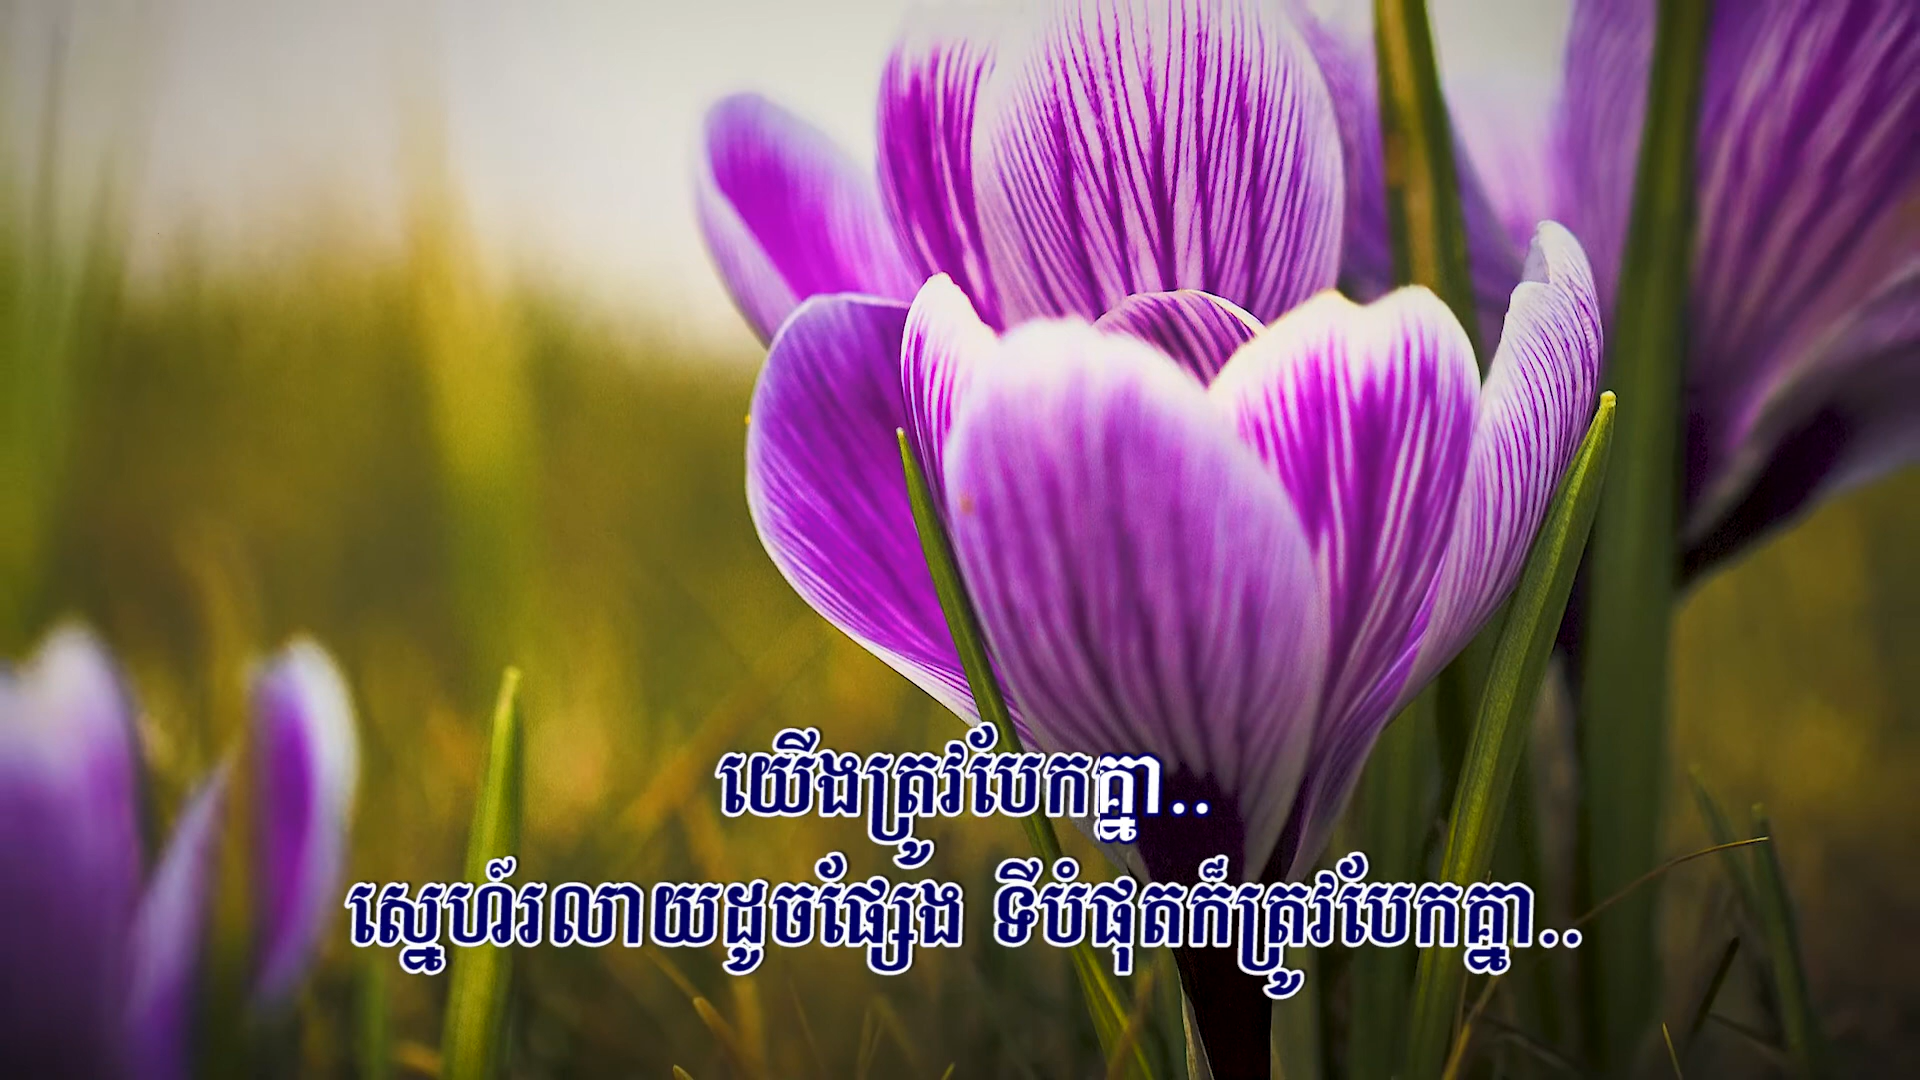 យើងត្រូវបែកគ្នា..
ស្នេហ៍រលាយដូចផ្សែង ទីបំផុតក៏ត្រូវបែកគ្នា..